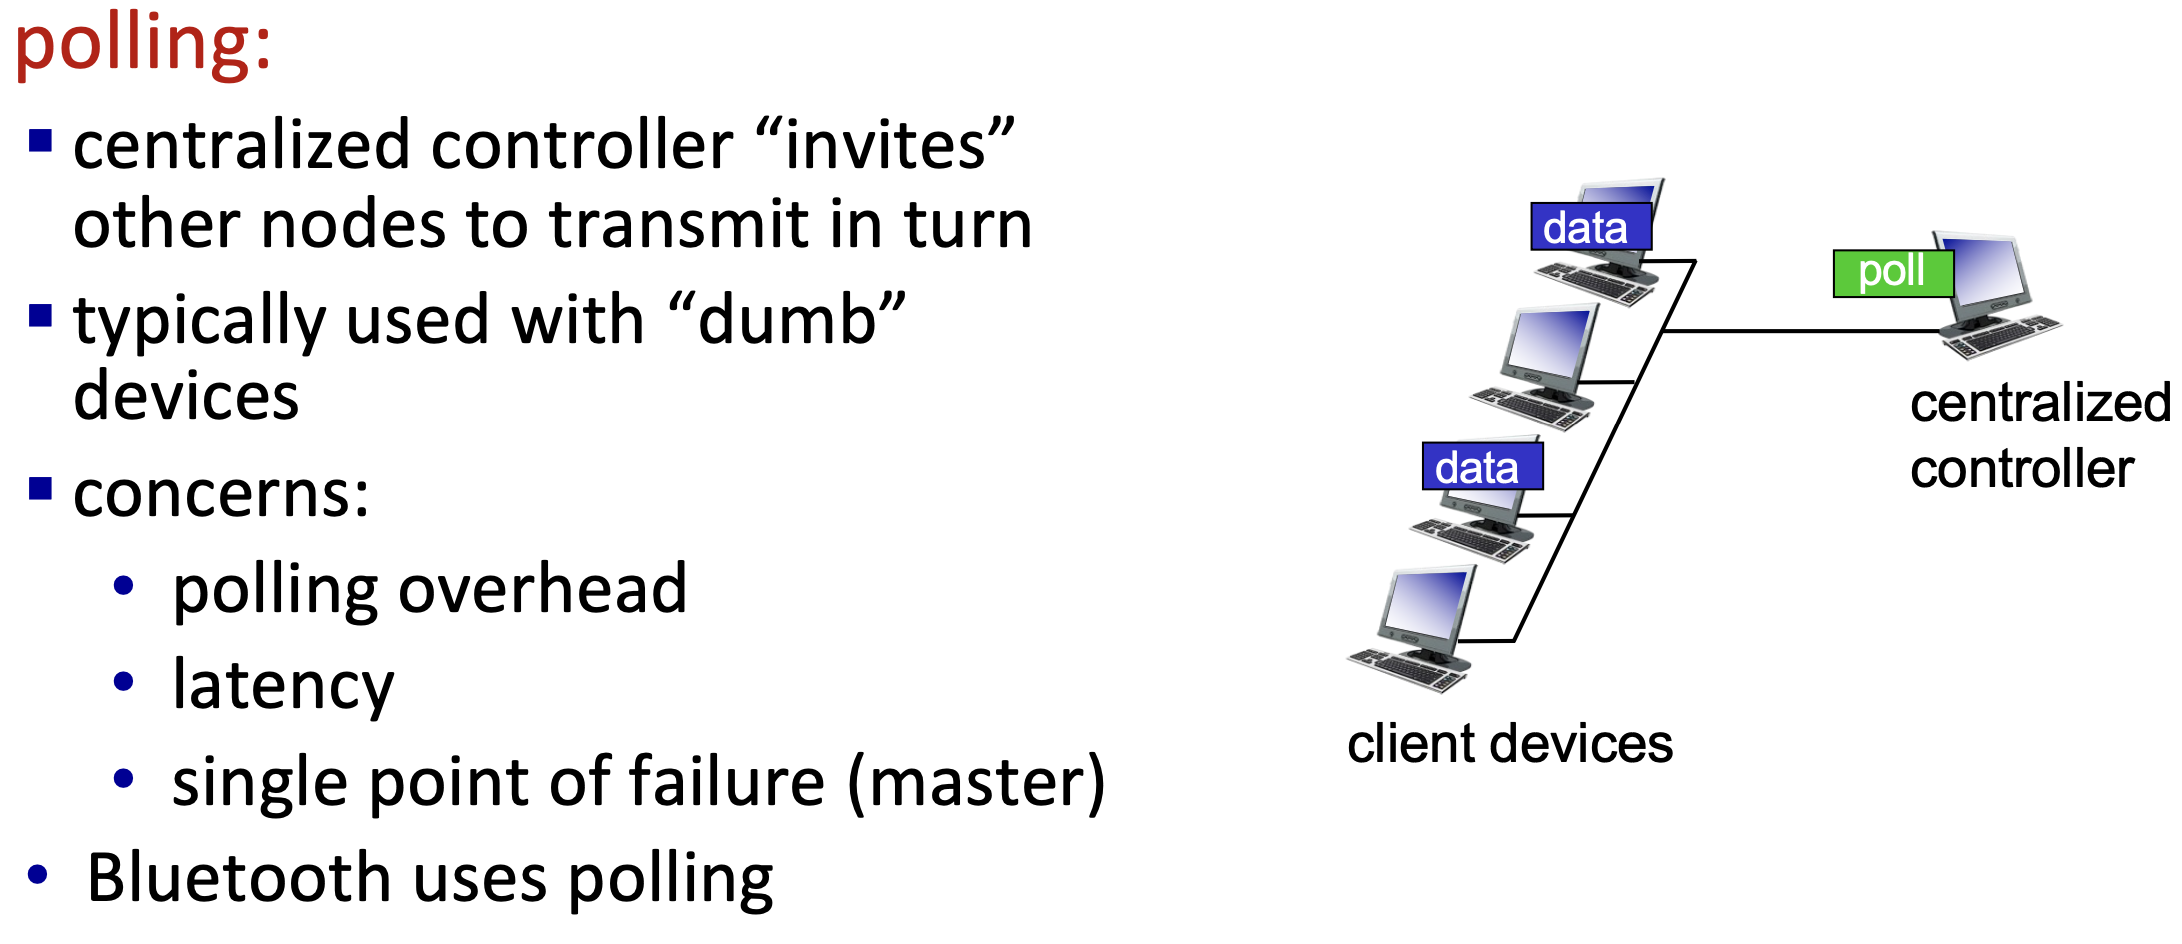 polling:
▪ centralized controller “invites”
other nodes to transmit in turn
▪ typically used with “dumb”
devices
▪ concerns:
• polling overhead
• latency
• single point of failure (master)
• Bluetooth uses polling
data
poll
data
centralized
controller
client devices